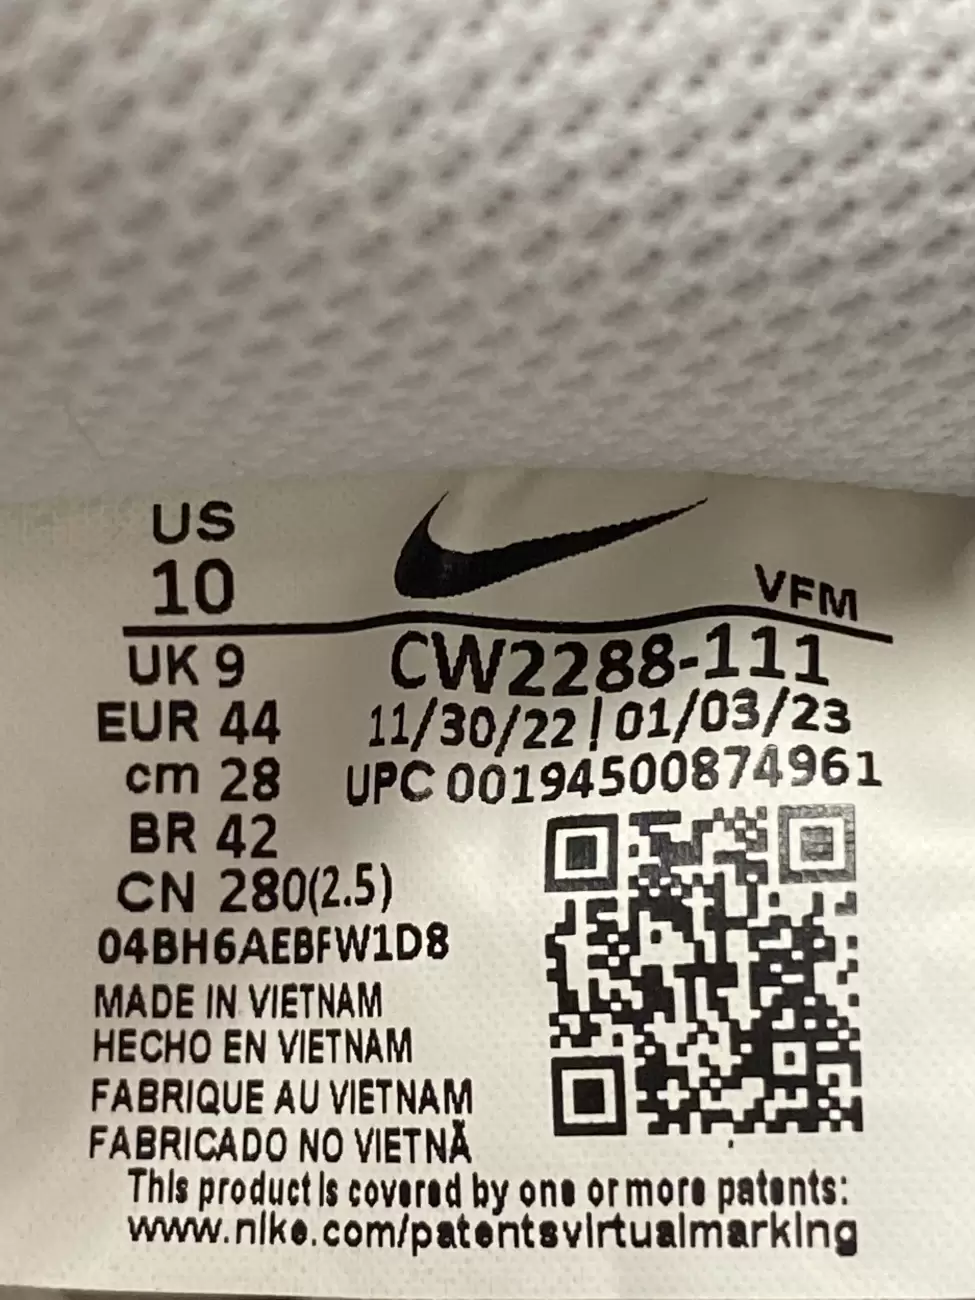 US
10
VFM
UK 9
CW2288-111
EUR 44
11/30/22 | 01/03/23
cm 28
UPC 00194500874961
BR 42
CN 280(2.5)
04BH6AEBFW1D8
MADE IN VIETNAM
HECHO EN VIETNAM
FABRIQUE AU VIETNAM
FABRICADO NO VIETNÃ
This product is covered by one or more patents:
www.nike.com/patentsvirtualmarking